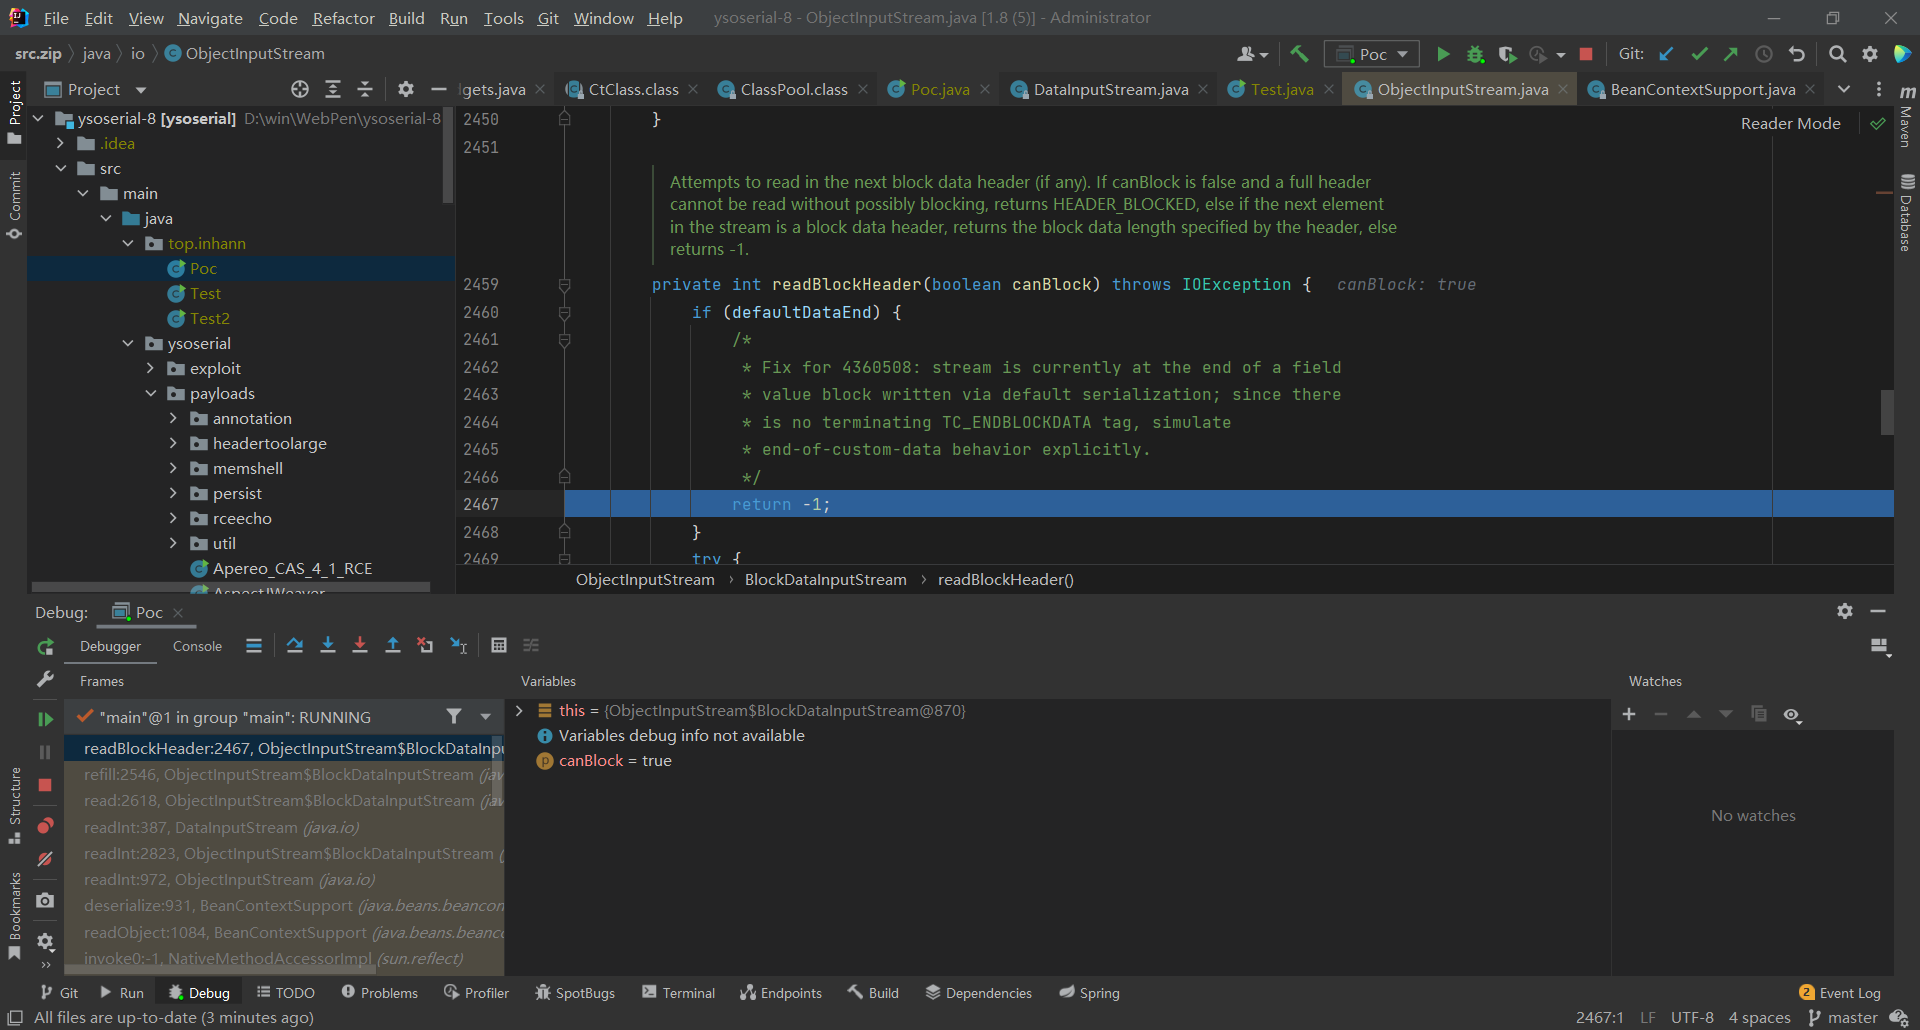 File Edit View Navigate Code Refactor Build Run Tools Git Window Help ysoserial-8 - ObjectInputStream.java [1.8 (5)] - Administrator
src.zip java io ObjectInputStream Poc Git:
Project lgets.java CtClass.class ClassPool.class Poc.java DataInputStream.java Test.java ObjectInputStream.java BeanContextSupport.java
Project
Commit
Structure
Bookmarks
m
Maven
Database
ysoserial-8 [ysoserial] D:\win\WebPen\ysoserial-8
.idea
src
main
java
top.inhann
Poc
Test
Test2
ysoserial
exploit
payloads
annotation
headertoolarge
memshell
persist
rceecho
util
Apereo_CAS_4_1_RCE
AspectJWeaver
Reader Mode
2450 }
2451
Attempts to read in the next block data header (if any). If canBlock is false and a full header
cannot be read without possibly blocking, returns HEADER_BLOCKED, else if the next element
in the stream is a block data header, returns the block data length specified by the header, else
returns -1.
2459 private int readBlockHeader(boolean canBlock) throws IOException { canBlock: true
2460 if (defaultDataEnd) {
2461 /*
2462 * Fix for 4360508: stream is currently at the end of a field
2463 * value block written via default serialization; since there
2464 * is no terminating TC_ENDBLOCKDATA tag, simulate
2465 * end-of-custom-data behavior explicitly.
2466 */
2467 return -1;
2468 }
2469 try {
ObjectInputStream › BlockDataInputStream › readBlockHeader()
Debug: Poc
Debugger Console
Frames
"main"@1 in group "main": RUNNING
readBlockHeader:2467, ObjectInputStream$BlockDataInpu
refill:2546, ObjectInputStream$BlockDataInputStream (jav
read:2618, ObjectInputStream$BlockDataInputStream (jav
readInt:387, DataInputStream (java.io)
readInt:2823, ObjectInputStream$BlockDataInputStream (
readInt:972, ObjectInputStream (java.io)
deserialize:931, BeanContextSupport (java.beans.beancon
readObject:1084, BeanContextSupport (java.beans.beanco
invoke0:-1, NativeMethodAccessorImpl (sun.reflect)
Variables
this = {ObjectInputStream$BlockDataInputStream@870}
Variables debug info not available
p canBlock = true
Watches
No watches
Git Run Debug TODO Problems Profiler SpotBugs Terminal Endpoints Build Dependencies Spring 2 Event Log
All files are up-to-date (3 minutes ago) 2467:1 LF UTF-8 4 spaces master